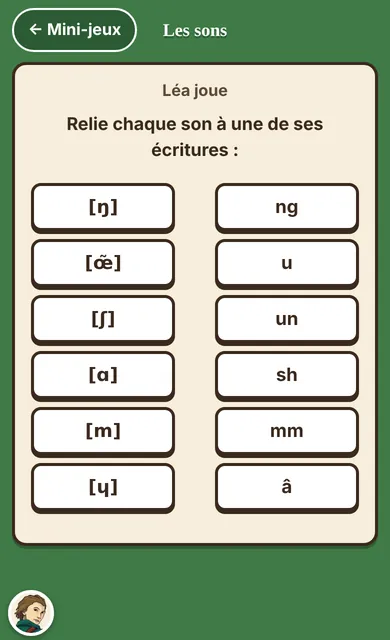 ← Mini-jeux
Les sons
Léa joue
Relie chaque son à une de ses
écritures :
[ŋ]
ng
[œ̃]
u
[ʃ]
un
[ɑ]
sh
[m]
mm
[ɥ]
â